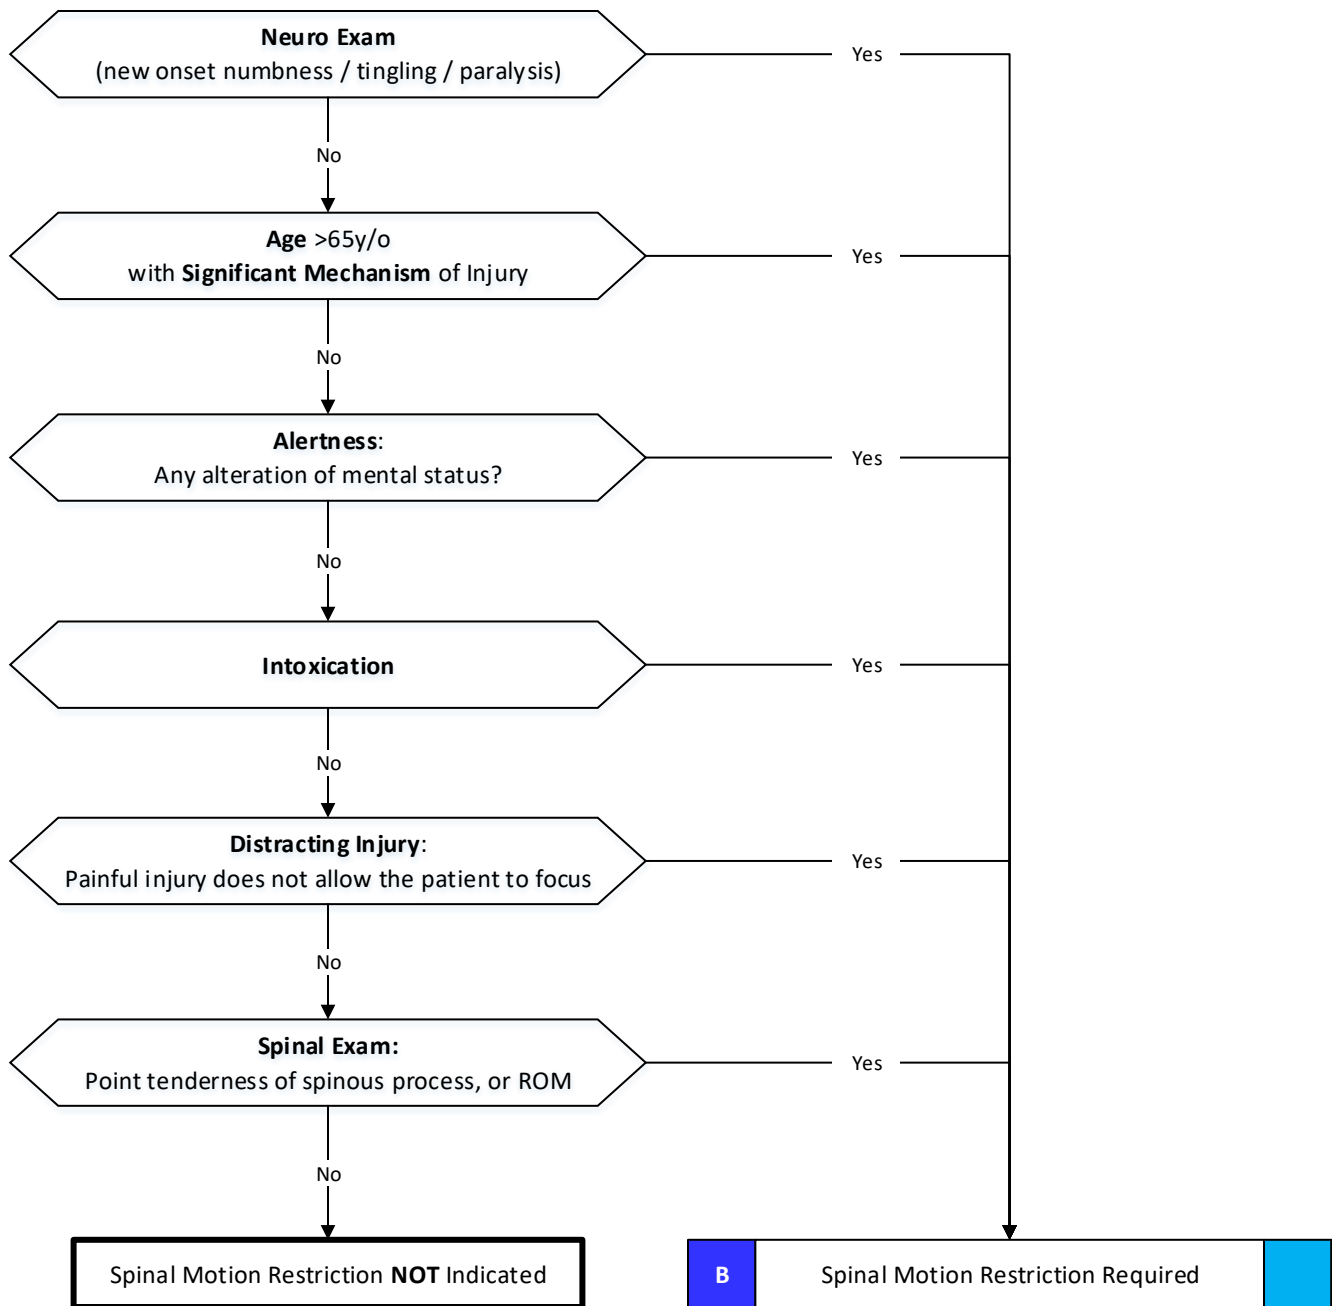 Neuro Exam
(new onset numbness / tingling / paralysis)
Yes
No
Age >65y/o
with Significant Mechanism of Injury
Yes
No
Alertness:
Any alteration of mental status?
Yes
No
Intoxication
Yes
No
Distracting Injury:
Painful injury does not allow the patient to focus
Yes
No
Spinal Exam:
Point tenderness of spinous process, or ROM
Yes
No
Spinal Motion Restriction NOT Indicated
B
Spinal Motion Restriction Required